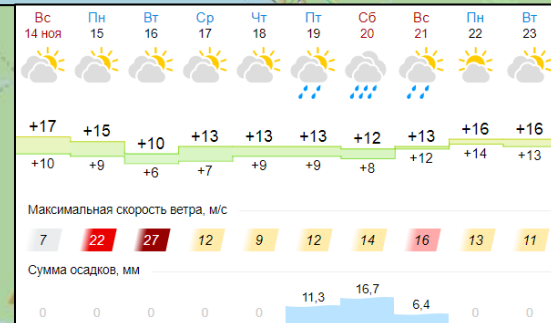 Вс Пн Вт Ср Чт Пт Сб Вс Пн Вт
14 ноя 15 16 17 18 19 20 21 22 23
+17 +15 +10 +13 +13 +13 +12 +13 +16 +16
+10 +9 +6 +7 +9 +9 +8 +12 +14 +13
Максимальная скорость ветра, м/с
7 22 27 12 9 12 14 16 13 11
Сумма осадков, мм
0 0 0 0 0 11,3 16,7 6,4 0 0